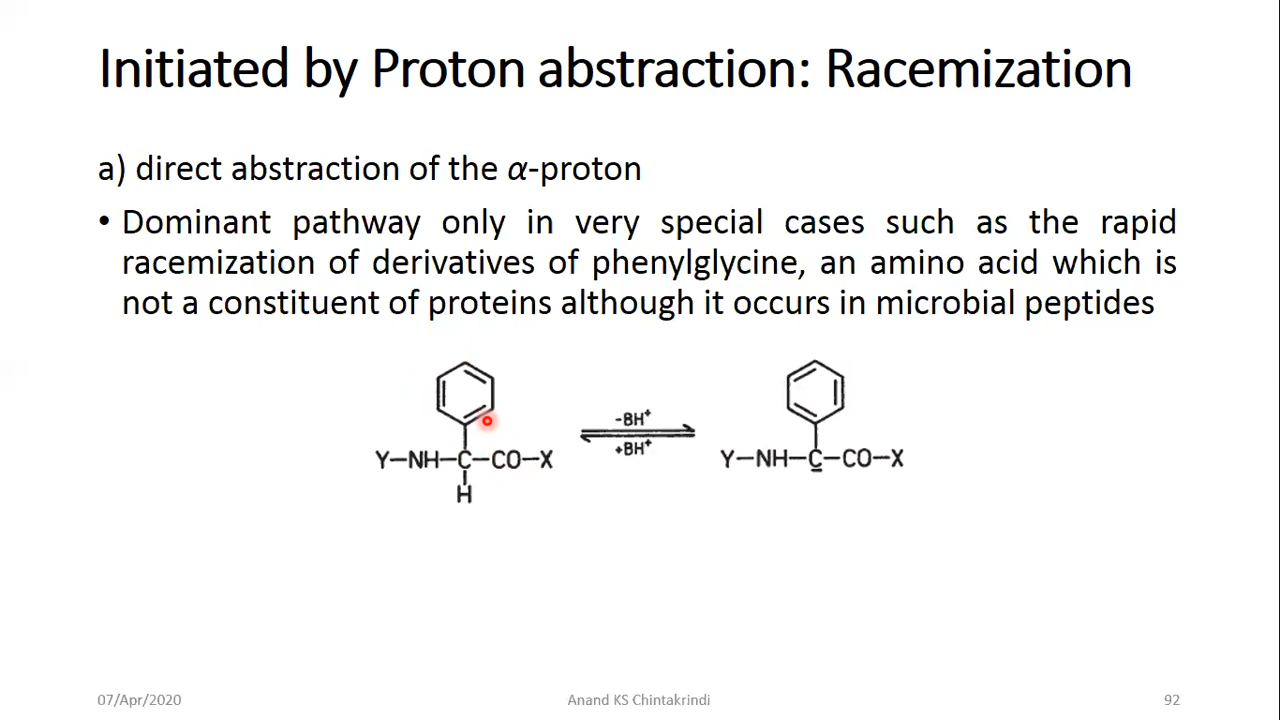 Initiated by Proton abstraction: Racemization
a) direct abstraction of the α-proton
• Dominant pathway only in very special cases such as the rapid
racemization of derivatives of phenylglycine, an amino acid which is
not a constituent of proteins although it occurs in microbial peptides
-BH⁺
+BH⁺
Y–NH–C–CO–X
H
Y–NH–C–CO–X
07/Apr/2020
Anand KS Chintakrindi
92